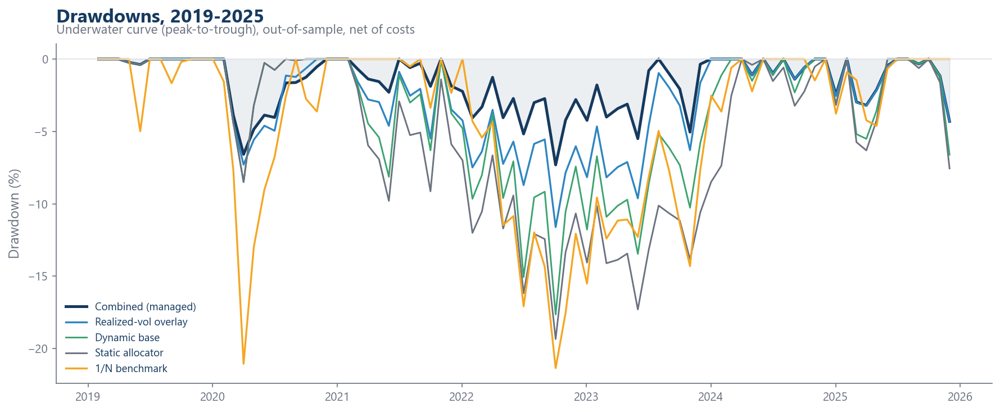 Drawdowns, 2019-2025
Underwater curve (peak-to-trough), out-of-sample, net of costs
Drawdown (%)
0
−5
−10
−15
−20
Combined (managed)
Realized-vol overlay
Dynamic base
Static allocator
1/N benchmark
2019 2020 2021 2022 2023 2024 2025 2026